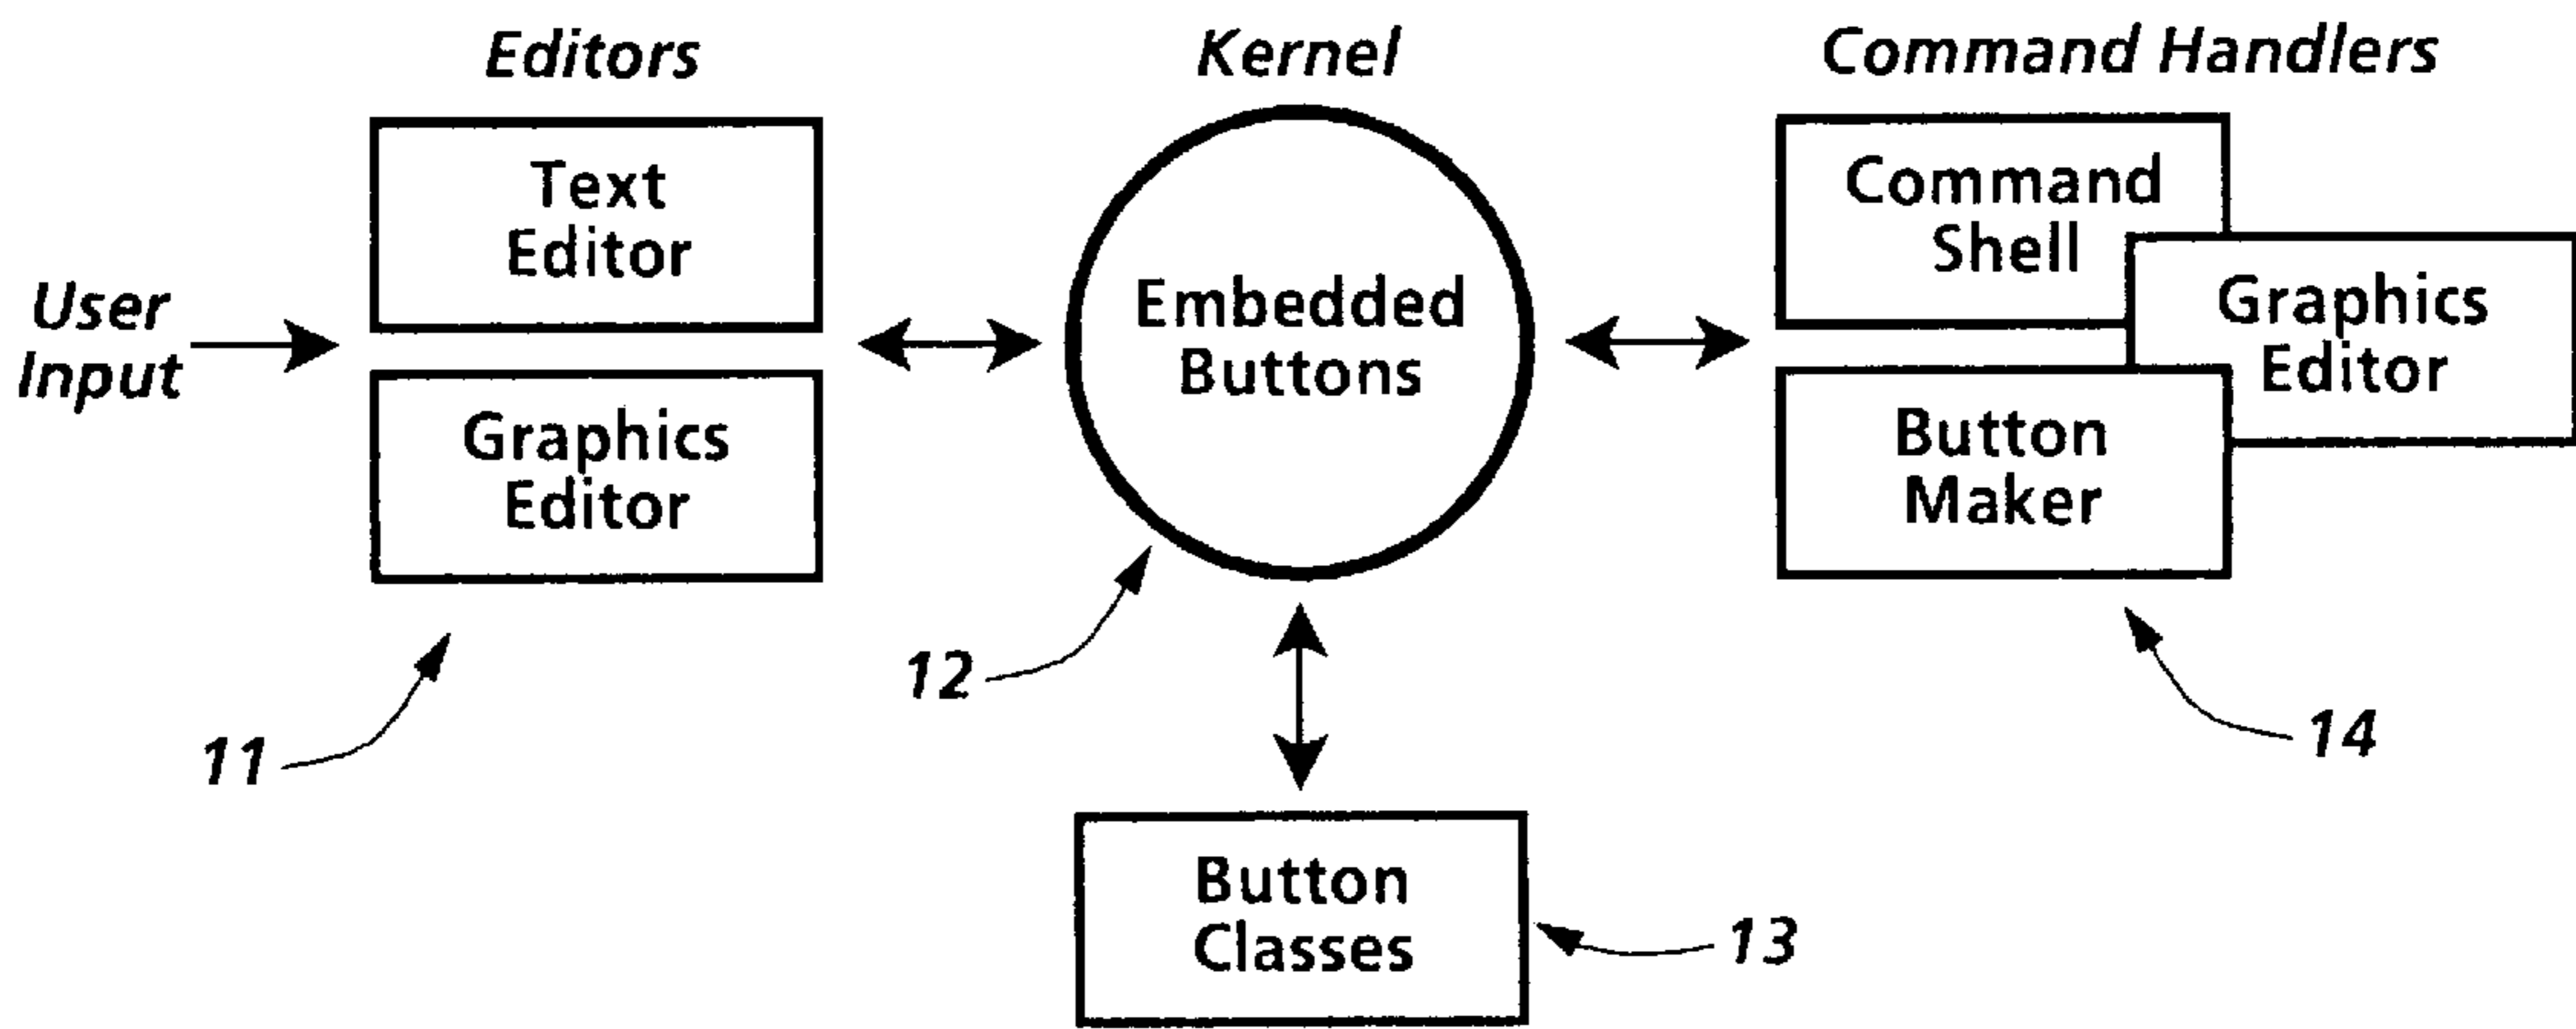 Editors
Kernel
Command Handlers
User
Input
Text
Editor
Graphics
Editor
Embedded
Buttons
Command
Shell
Graphics
Editor
Button
Maker
11
12
14
Button
Classes
13